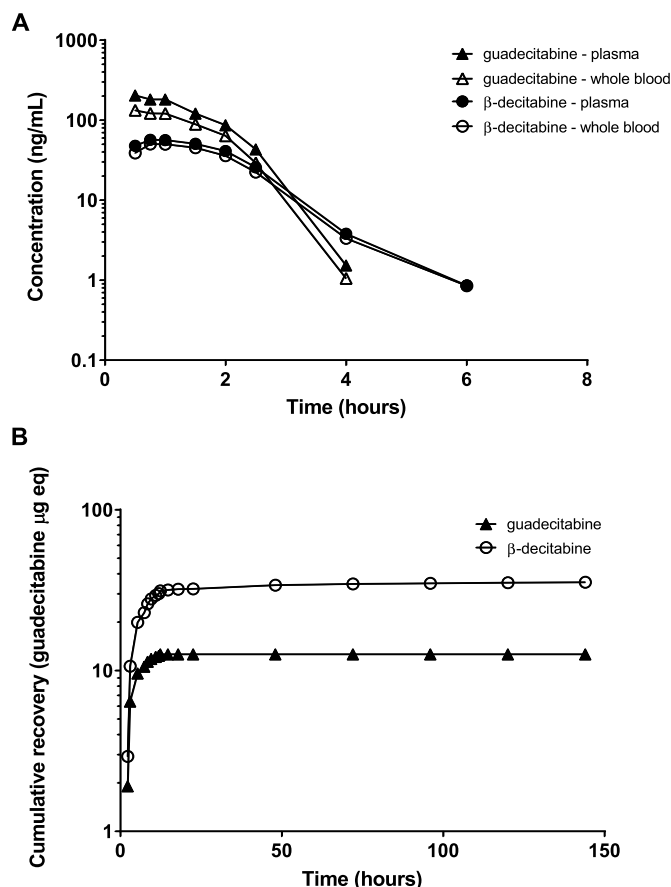 A
Concentration (ng/mL)
1000
100
10
1
0.1
guadecitabine - plasma
guadecitabine - whole blood
β-decitabine - plasma
β-decitabine - whole blood
0
2
4
6
8
Time (hours)
B
Cumulative recovery (guadecitabine μg eq)
100
10
1
guadecitabine
β-decitabine
0
50
100
150
Time (hours)